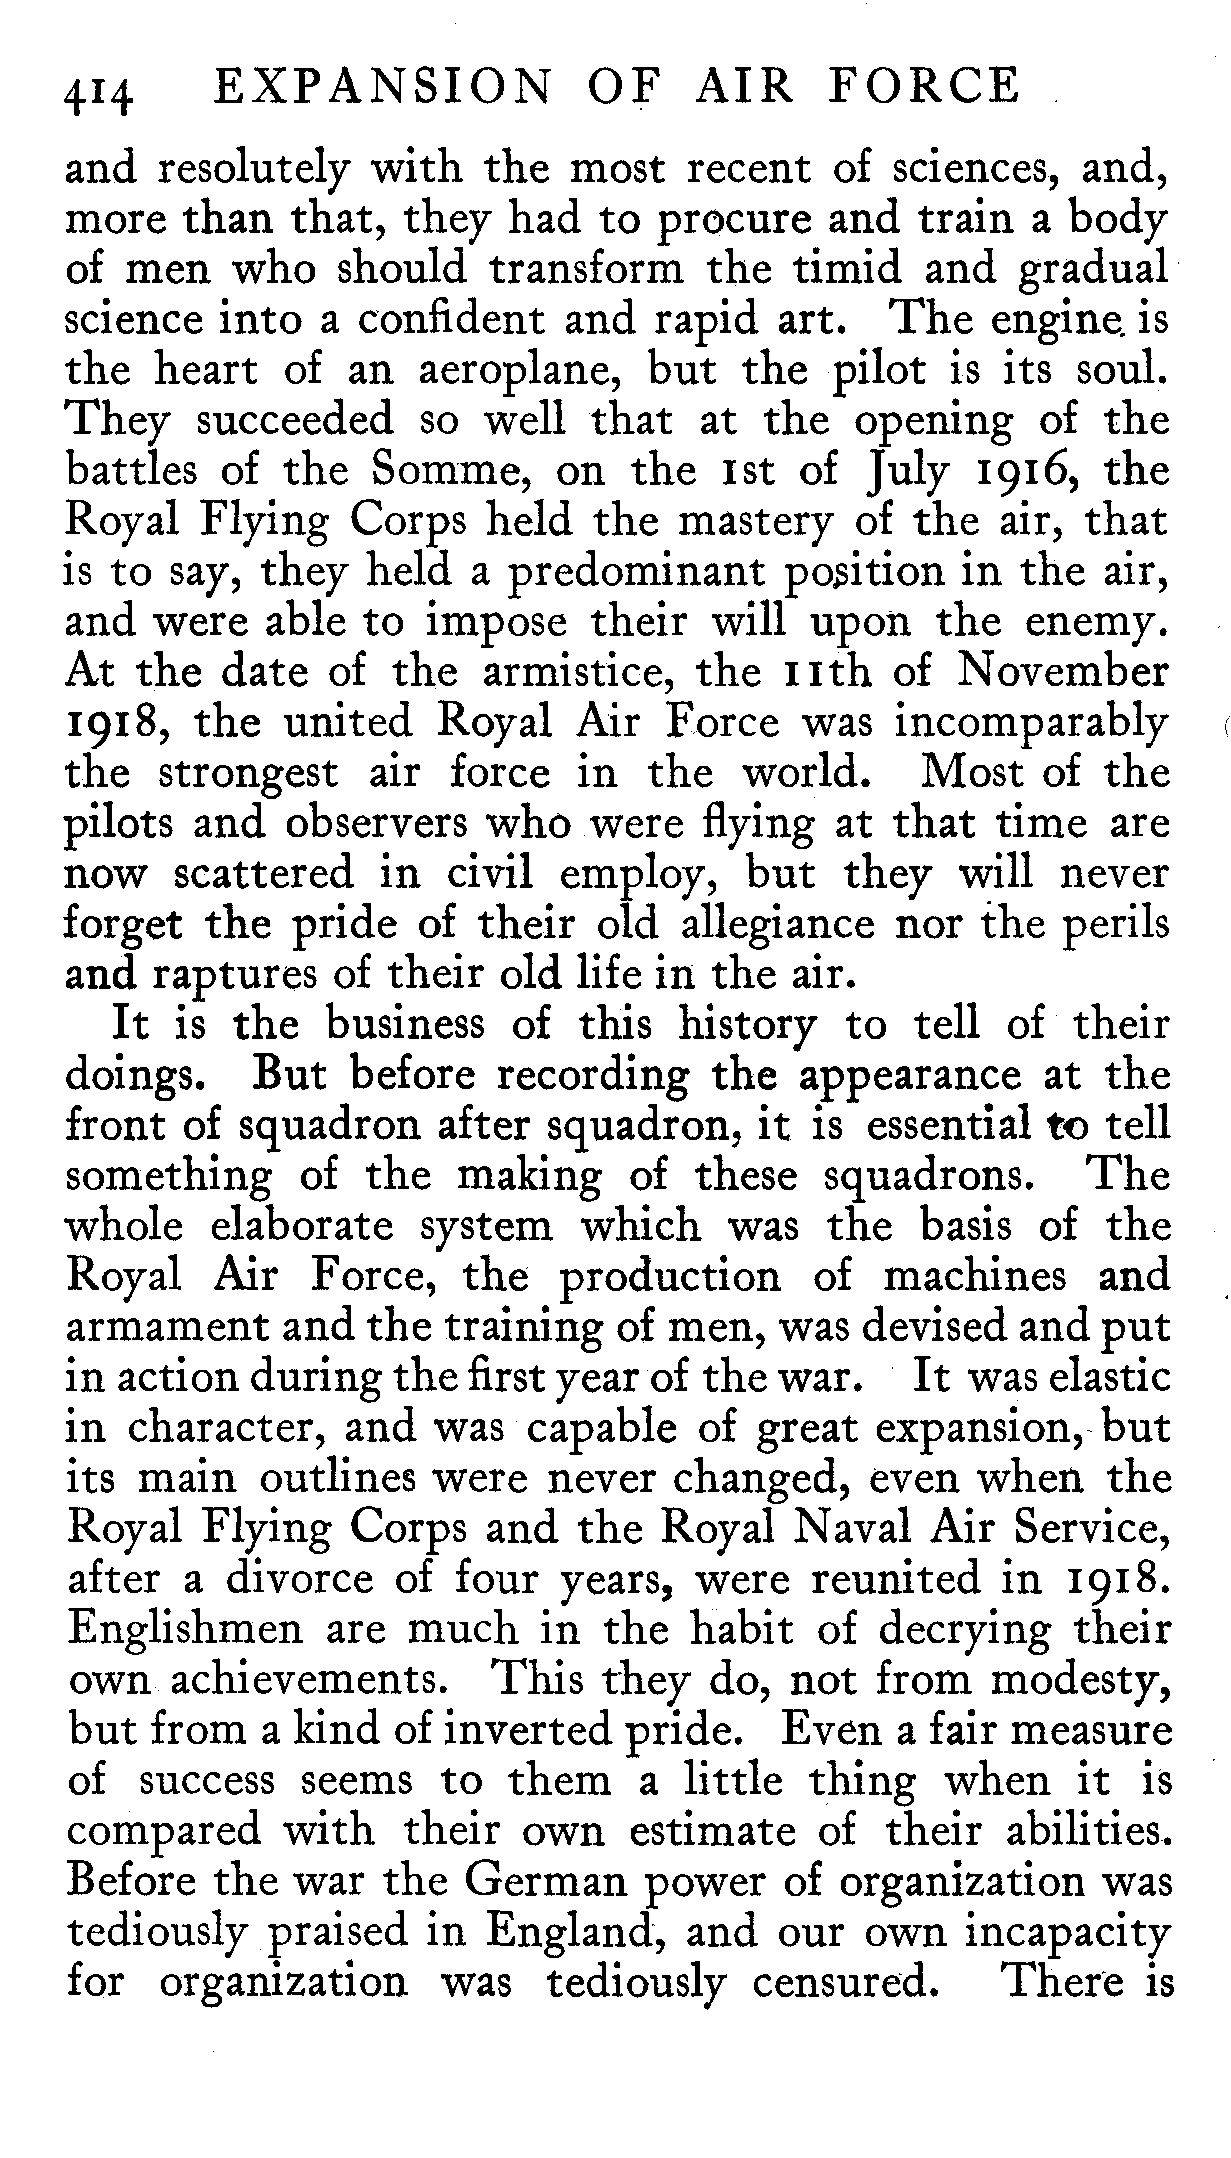 414 EXPANSION OF AIR FORCE
and resolutely with the most recent of sciences, and,
more than that, they had to procure and train a body
of men who should transform the timid and gradual
science into a confident and rapid art. The engine is
the heart of an aeroplane, but the pilot is its soul.
They succeeded so well that at the opening of the
battles of the Somme, on the 1st of July 1916, the
Royal Flying Corps held the mastery of the air, that
is to say, they held a predominant position in the air,
and were able to impose their will upon the enemy.
At the date of the armistice, the 11th of November
1918, the united Royal Air Force was incomparably
the strongest air force in the world. Most of the
pilots and observers who were flying at that time are
now scattered in civil employ, but they will never
forget the pride of their old allegiance nor the perils
and raptures of their old life in the air.
It is the business of this history to tell of their
doings. But before recording the appearance at the
front of squadron after squadron, it is essential to tell
something of the making of these squadrons. The
whole elaborate system which was the basis of the
Royal Air Force, the production of machines and
armament and the training of men, was devised and put
in action during the first year of the war. It was elastic
in character, and was capable of great expansion, but
its main outlines were never changed, even when the
Royal Flying Corps and the Royal Naval Air Service,
after a divorce of four years, were reunited in 1918.
Englishmen are much in the habit of decrying their
own achievements. This they do, not from modesty,
but from a kind of inverted pride. Even a fair measure
of success seems to them a little thing when it is
compared with their own estimate of their abilities.
Before the war the German power of organization was
tediously praised in England, and our own incapacity
for organization was tediously censured. There is